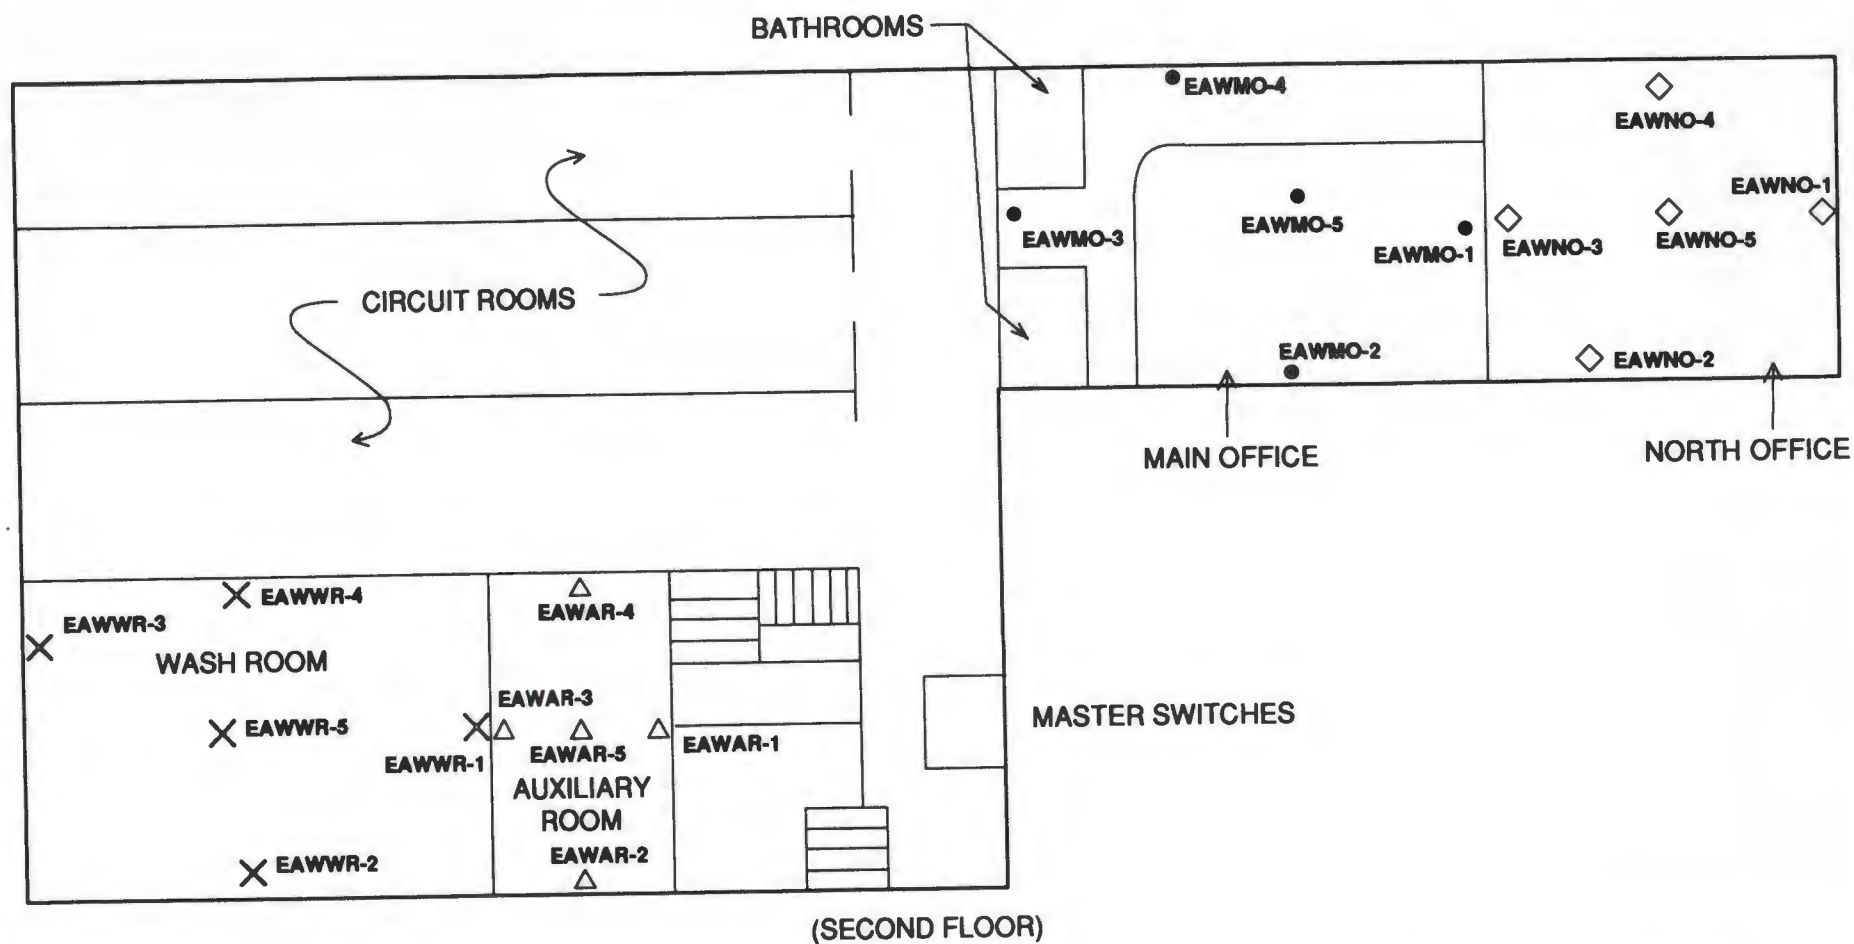 BATHROOMS
EAWMO-4
EAWNO-4
EAWNO-1
EAWMO-3
EAWMO-5
EAWMO-1
EAWNO-3
EAWNO-5
CIRCUIT ROOMS
EAWMO-2
EAWNO-2
MAIN OFFICE
NORTH OFFICE
EAWWR-4
EAWAR-4
EAWWR-3
WASH ROOM
EAWAR-3
EAWWR-5
EAWWR-1
EAWAR-5
EAWAR-1
MASTER SWITCHES
AUXILIARY
ROOM
EAWAR-2
EAWWR-2
(SECOND FLOOR)